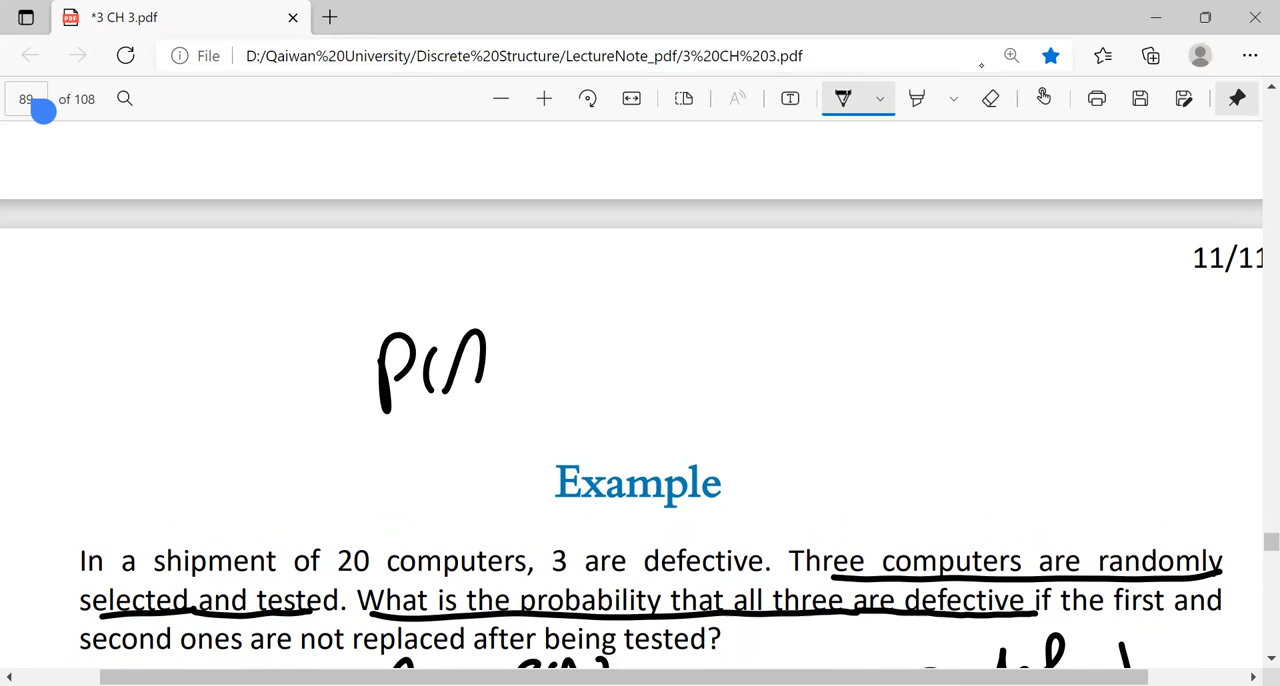 *3 CH 3.pdf
File D:/Qaiwan%20University/Discrete%20Structure/LectureNote_pdf/3%20CH%203.pdf
89 of 108
11/11
P(
Example
In a shipment of 20 computers, 3 are defective. Three computers are randomly
selected and tested. What is the probability that all three are defective if the first and
second ones are not replaced after being tested?